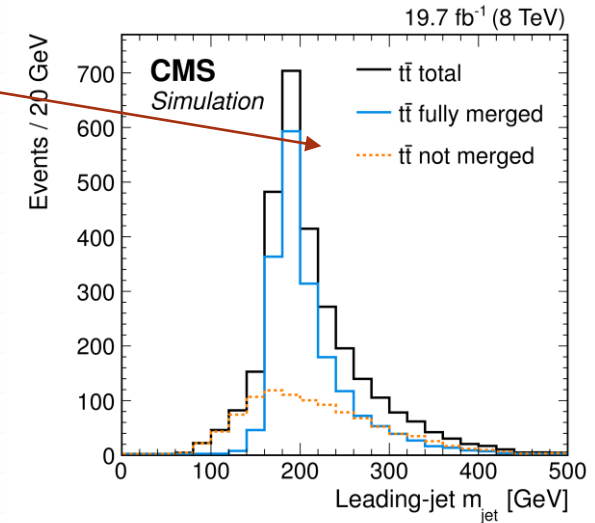 19.7 fb⁻¹ (8 TeV)
Events / 20 GeV
CMS
Simulation
tt̄ total
tt̄ fully merged
tt̄ not merged
700
600
500
400
300
200
100
0
0 100 200 300 400 500
Leading-jet m_jet [GeV]